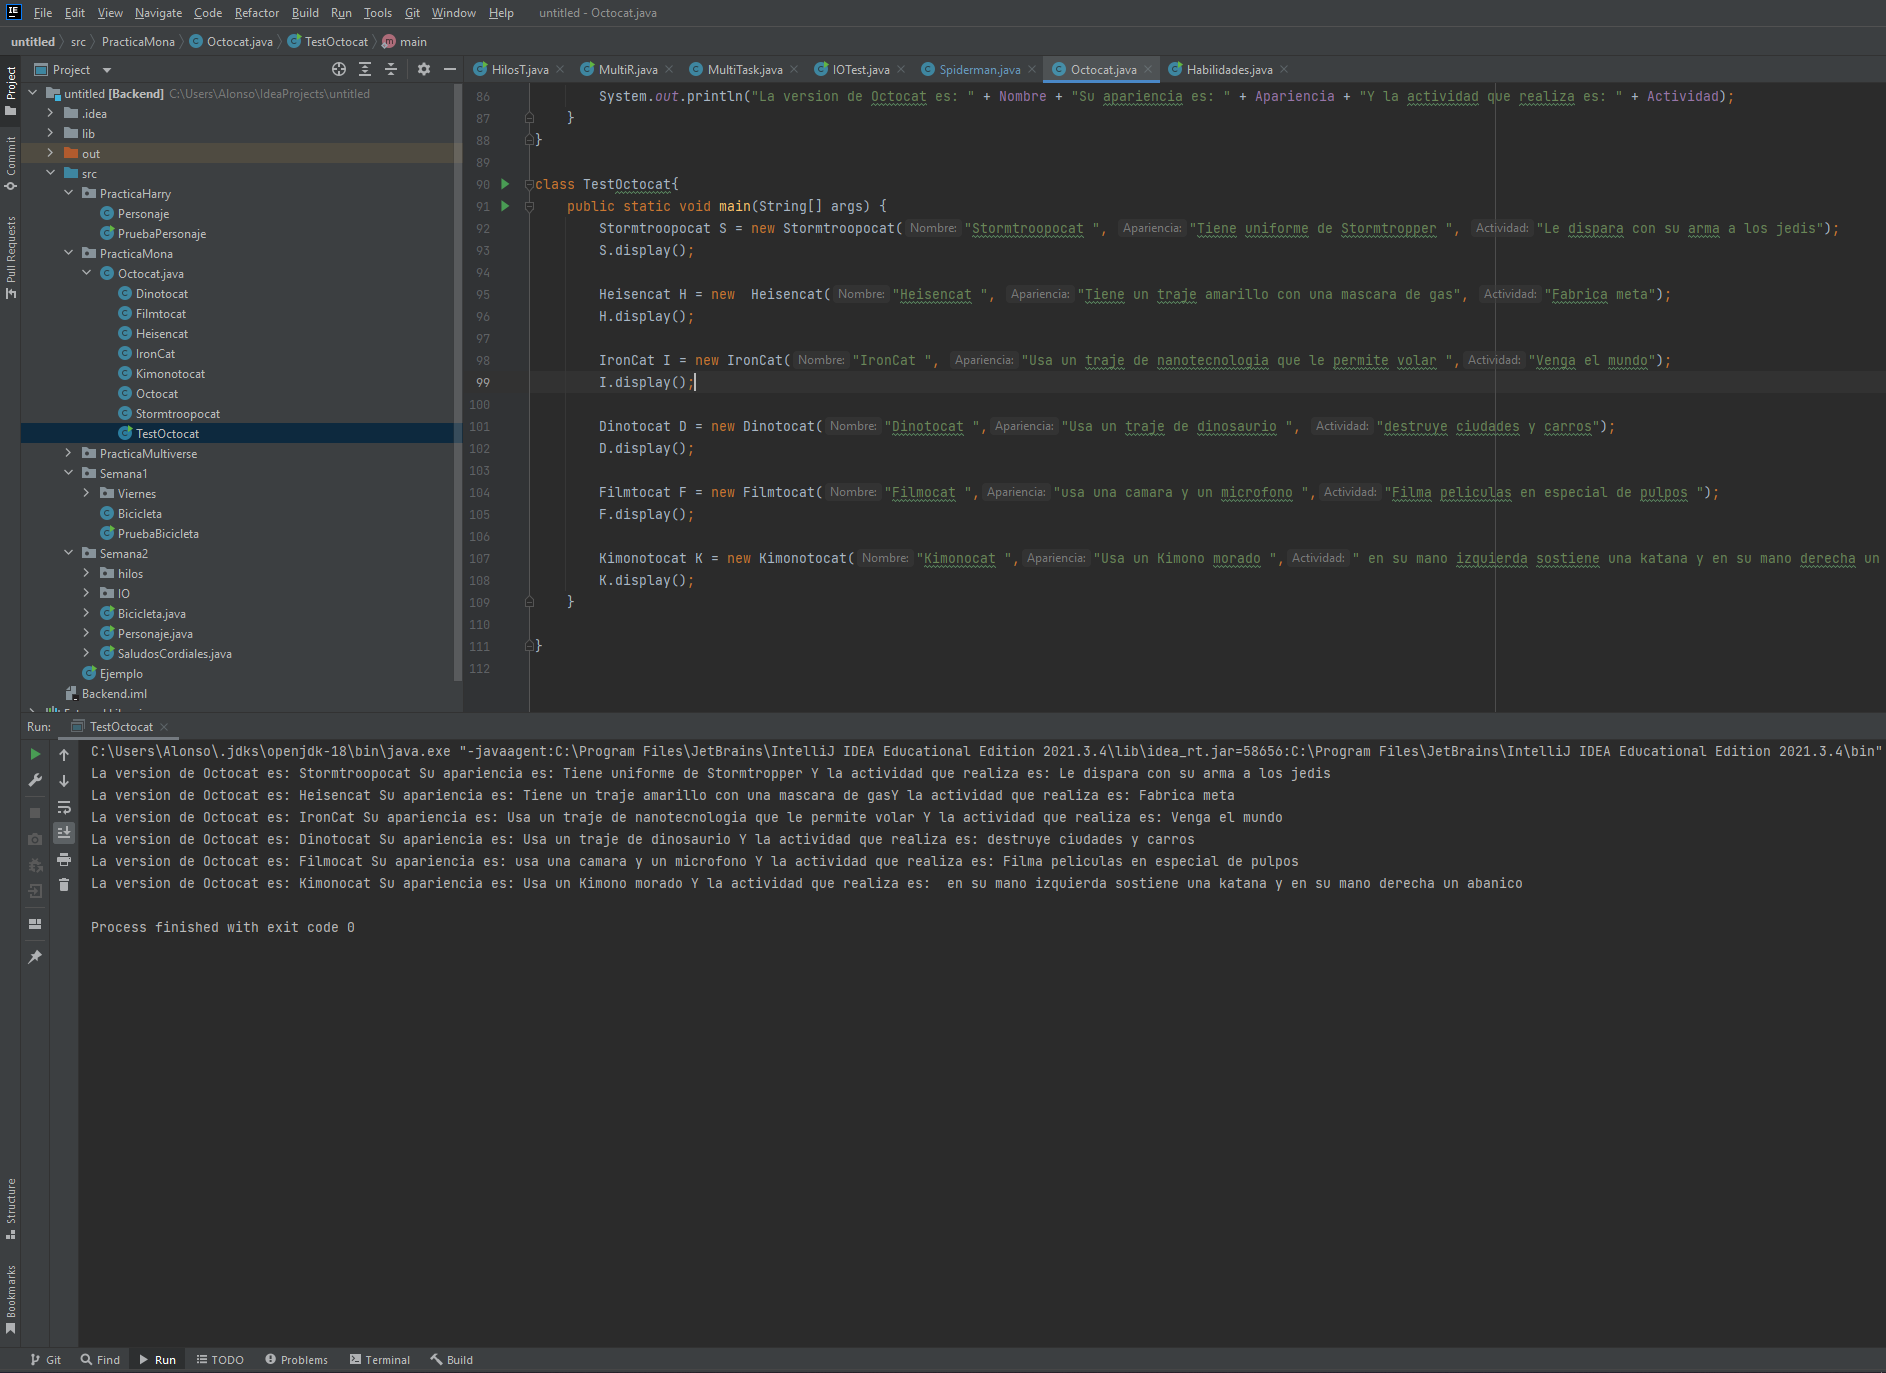 File Edit View Navigate Code Refactor Build Run Tools Git Window Help untitled - Octocat.java
untitled src PracticaMona Octocat.java TestOctocat main
Project
HilosT.java MultiR.java MultiTask.java IOTest.java Spiderman.java Octocat.java Habilidades.java
Project
Commit
Pull Requests
untitled [Backend] C:\Users\Alonso\IdeaProjects\untitled
.idea
lib
out
src
PracticaHarry
Personaje
PruebaPersonaje
PracticaMona
Octocat.java
Dinotocat
Filmtocat
Heisencat
IronCat
Kimonotocat
Octocat
Stormtroopocat
TestOctocat
PracticaMultiverse
Semana1
Viernes
Bicicleta
PruebaBicicleta
Semana2
hilos
IO
Bicicleta.java
Personaje.java
SaludosCordiales.java
Ejemplo
Backend.iml
86 System.out.println("La version de Octocat es: " + Nombre + "Su apariencia es: " + Apariencia + "Y la actividad que realiza es: " + Actividad);
87 }
88 }
89
90 class TestOctocat{
91 public static void main(String[] args) {
92 Stormtroopocat S = new Stormtroopocat( Nombre: "Stormtroopocat ", Apariencia: "Tiene uniforme de Stormtropper ", Actividad: "Le dispara con su arma a los jedis");
93 S.display();
94
95 Heisencat H = new  Heisencat( Nombre: "Heisencat ", Apariencia: "Tiene un traje amarillo con una mascara de gas", Actividad: "Fabrica meta");
96 H.display();
97
98 IronCat I = new IronCat( Nombre: "IronCat ", Apariencia: "Usa un traje de nanotecnologia que le permite volar ", Actividad: "Venga el mundo");
99 I.display();
100
101 Dinotocat D = new Dinotocat( Nombre: "Dinotocat ", Apariencia: "Usa un traje de dinosaurio ", Actividad: "destruye ciudades y carros");
102 D.display();
103
104 Filmtocat F = new Filmtocat( Nombre: "Filmocat ", Apariencia: "usa una camara y un microfono ", Actividad: "Filma peliculas en especial de pulpos ");
105 F.display();
106
107 Kimonotocat K = new Kimonotocat( Nombre: "Kimonocat ", Apariencia: "Usa un Kimono morado ", Actividad: " en su mano izquierda sostiene una katana y en su mano derecha un
108 K.display();
109 }
110
111 }
112
Run: TestOctocat
C:\Users\Alonso\.jdks\openjdk-18\bin\java.exe "-javaagent:C:\Program Files\JetBrains\IntelliJ IDEA Educational Edition 2021.3.4\lib\idea_rt.jar=58656:C:\Program Files\JetBrains\IntelliJ IDEA Educational Edition 2021.3.4\bin"
La version de Octocat es: Stormtroopocat Su apariencia es: Tiene uniforme de Stormtropper Y la actividad que realiza es: Le dispara con su arma a los jedis
La version de Octocat es: Heisencat Su apariencia es: Tiene un traje amarillo con una mascara de gasY la actividad que realiza es: Fabrica meta
La version de Octocat es: IronCat Su apariencia es: Usa un traje de nanotecnologia que le permite volar Y la actividad que realiza es: Venga el mundo
La version de Octocat es: Dinotocat Su apariencia es: Usa un traje de dinosaurio Y la actividad que realiza es: destruye ciudades y carros
La version de Octocat es: Filmocat Su apariencia es: usa una camara y un microfono Y la actividad que realiza es: Filma peliculas en especial de pulpos
La version de Octocat es: Kimonocat Su apariencia es: Usa un Kimono morado Y la actividad que realiza es:  en su mano izquierda sostiene una katana y en su mano derecha un abanico
Process finished with exit code 0
Structure
Bookmarks
Git Find Run TODO Problems Terminal Build